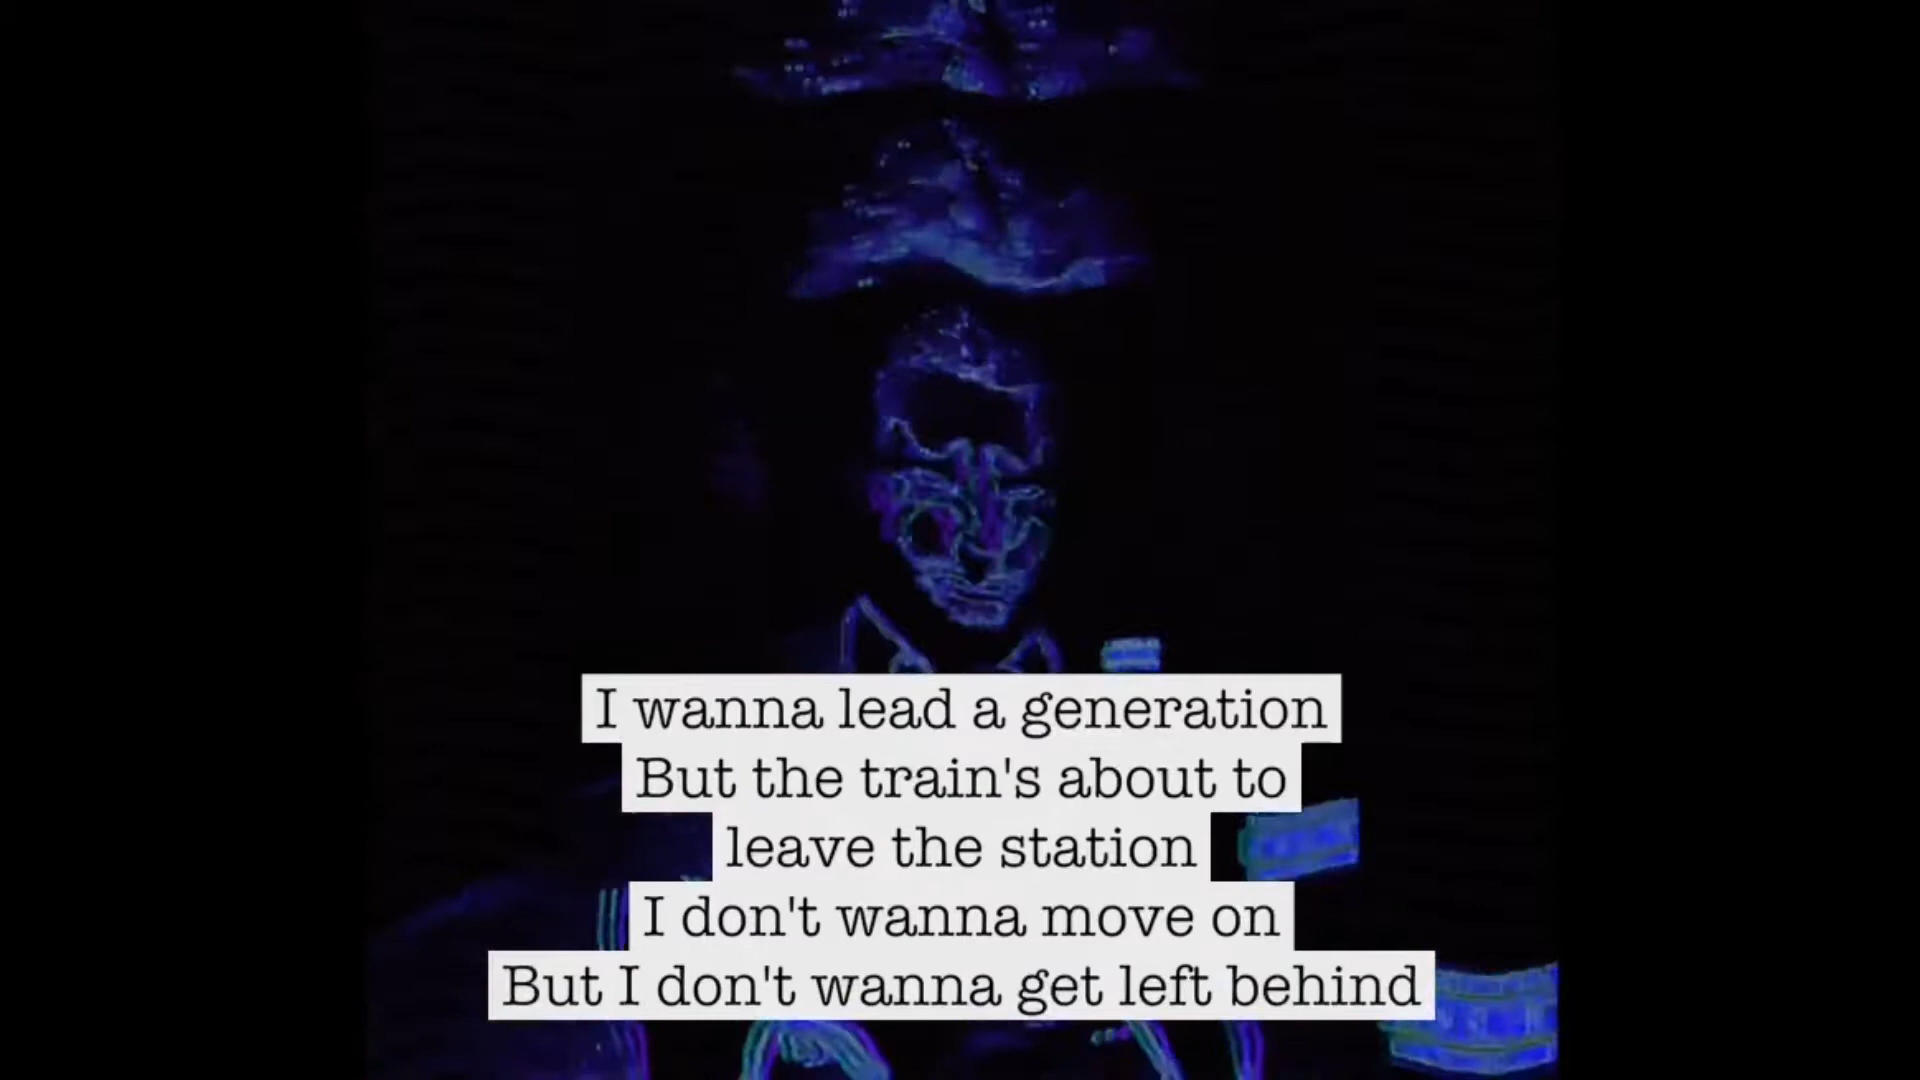 I wanna lead a generation
But the train's about to
leave the station
I don't wanna move on
But I don't wanna get left behind